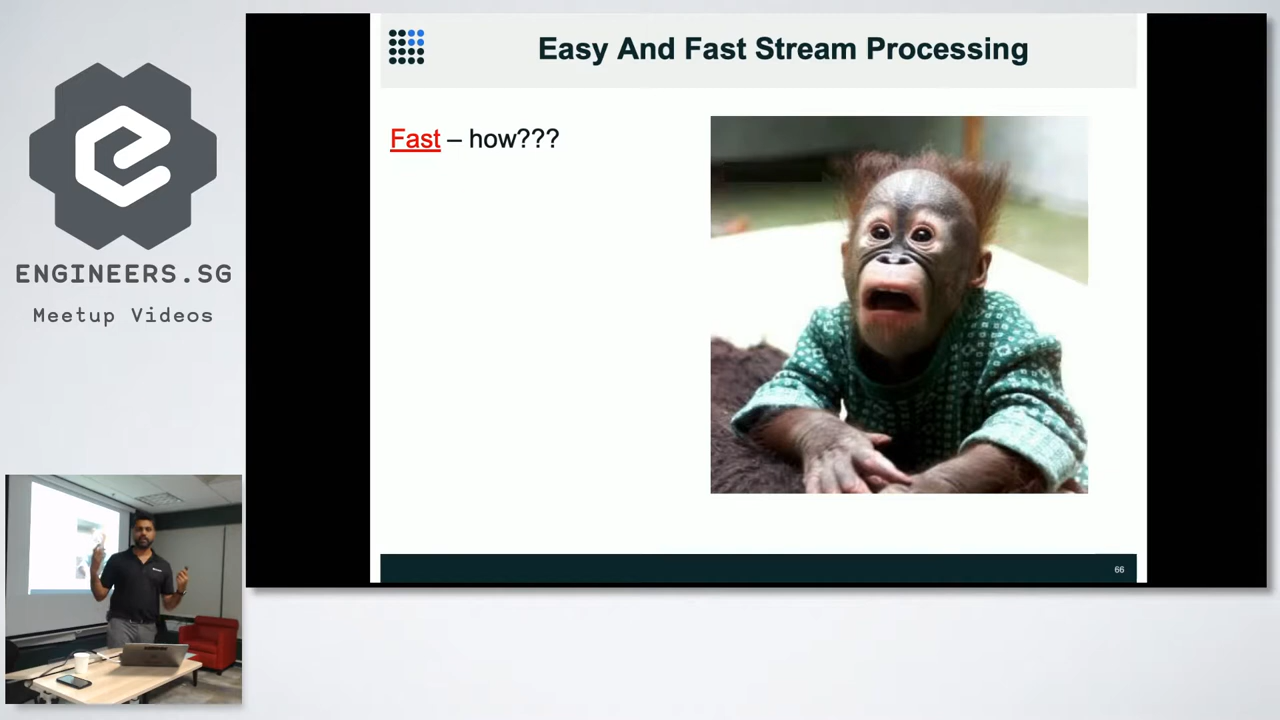 ENGINEERS.SG
Meetup Videos
Easy And Fast Stream Processing
Fast – how???
66